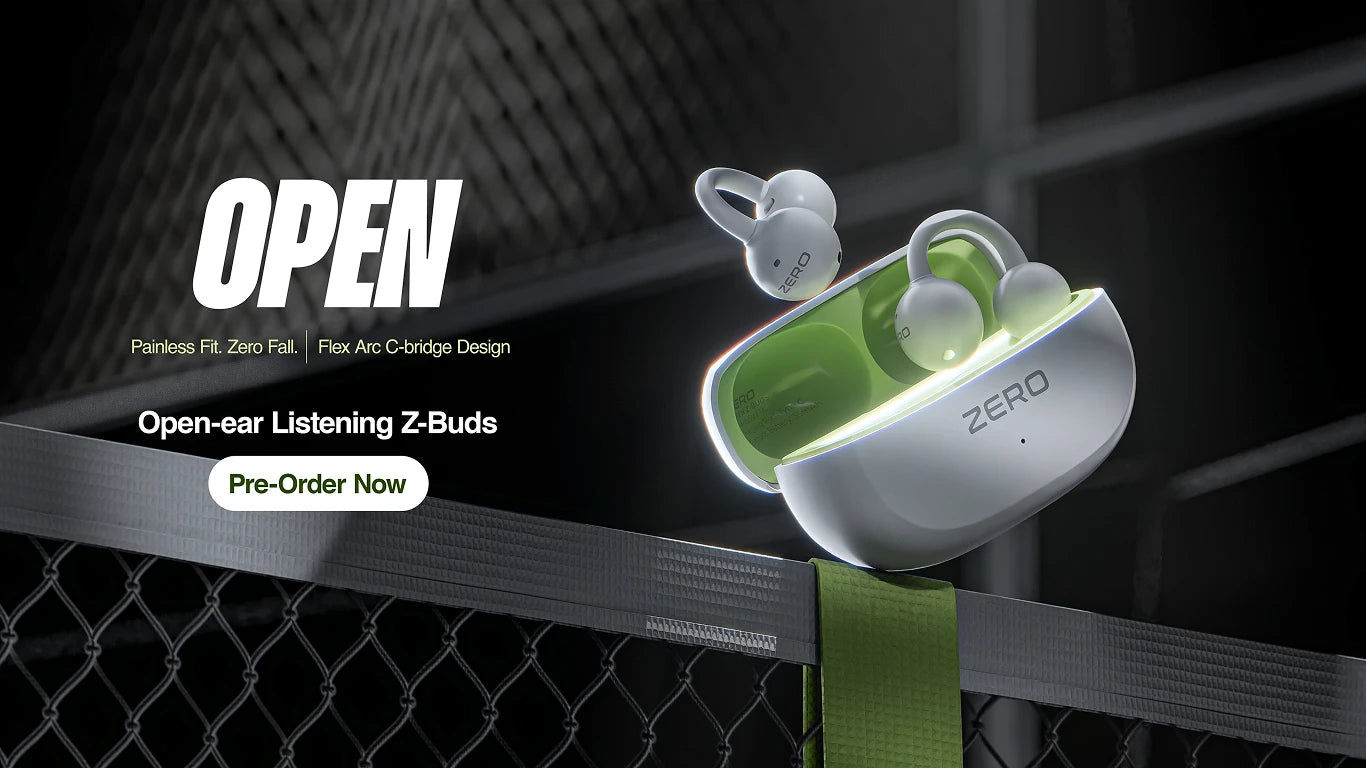 OPEN
Painless Fit. Zero Fall. | Flex Arc C-bridge Design
Open-ear Listening Z-Buds
Pre-Order Now
ZERO
ZERO